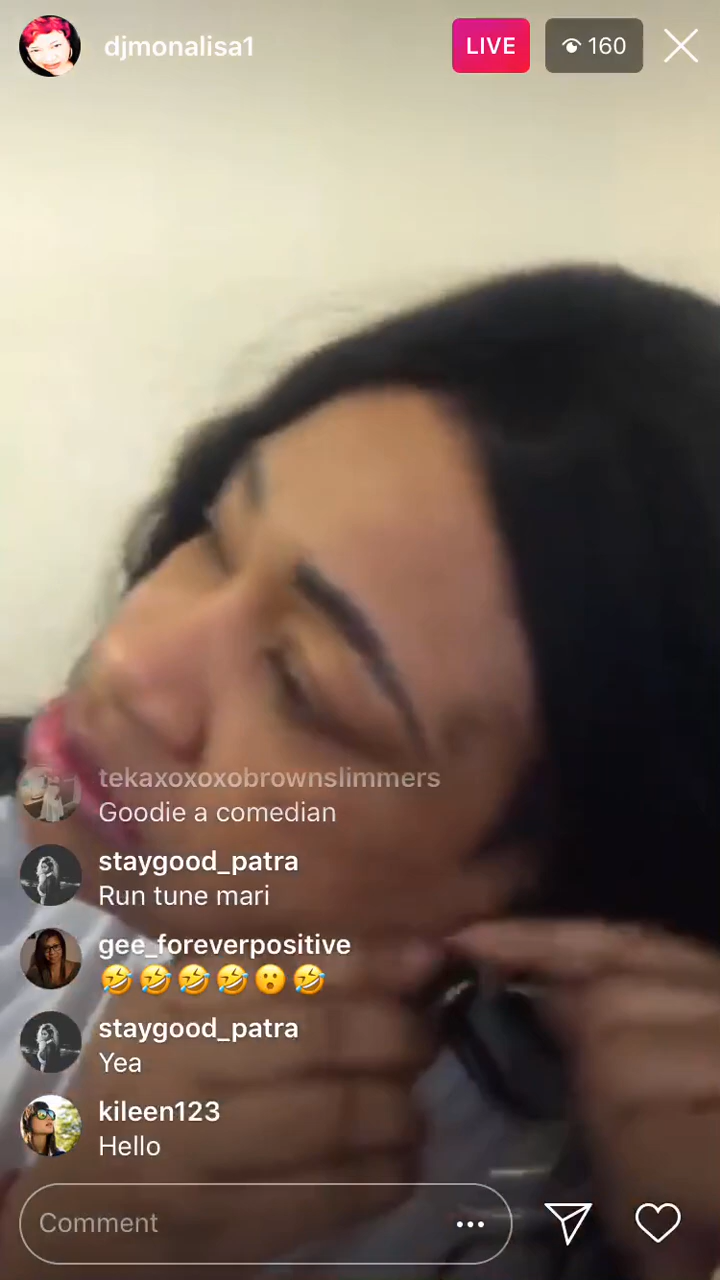 djmonalisa1
LIVE
160
tekaxoxoxobrownslimmers
Goodie a comedian
staygood_patra
Run tune mari
gee_foreverpositive
🤣🤣🤣🤣😮🤣
staygood_patra
Yea
kileen123
Hello
Comment